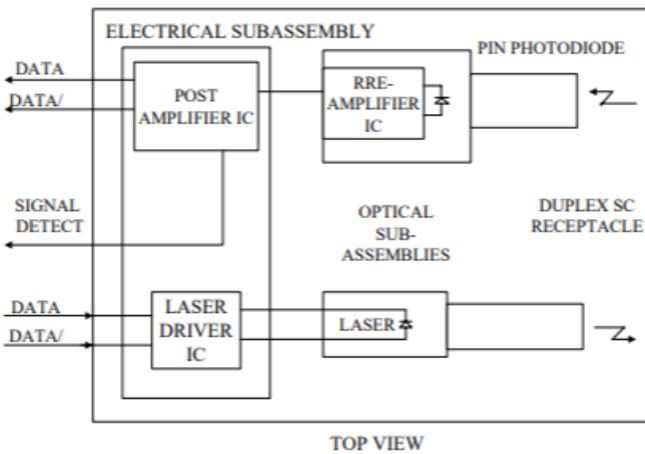 ELECTRICAL SUBASSEMBLY
PIN PHOTODIODE
DATA
DATA/
POST
AMPLIFIER IC
RRE-
AMPLIFIER
IC
SIGNAL
DETECT
OPTICAL
SUB-
ASSEMBLIES
DUPLEX SC
RECEPTACLE
DATA
DATA/
LASER
DRIVER
IC
LASER
TOP VIEW